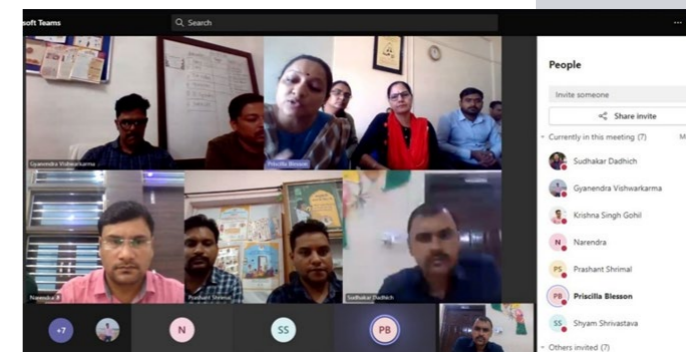 soft Teams
Search
People
Invite someone
Share invite
Currently in this meeting (7)
M
Sudhakar Dadhich
Gyanendra Vishwarkarma
Krishna Singh Gohil
N
Narendra
PS
Prashant Shrimal
PB
Priscilla Blesson
SS
Shyam Shrivastava
Others invited (7)
Gyanendra Vishwarkarma
Priscilla Blesson
Narendra
Prashant Shrimal
Sudhakar Dadhich
+7
N
SS
PB